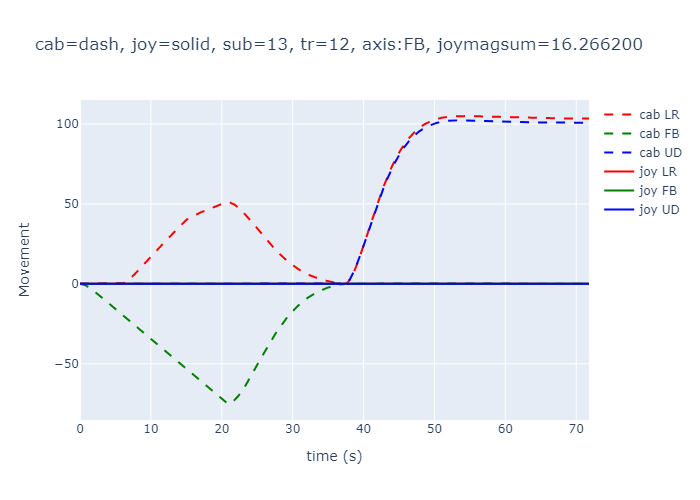 cab=dash, joy=solid, sub=13, tr=12, axis:FB, joymagsum=16.266200
cab LR
cab FB
cab UD
joy LR
joy FB
joy UD
Movement
100
50
0
−50
0 10 20 30 40 50 60 70
time (s)